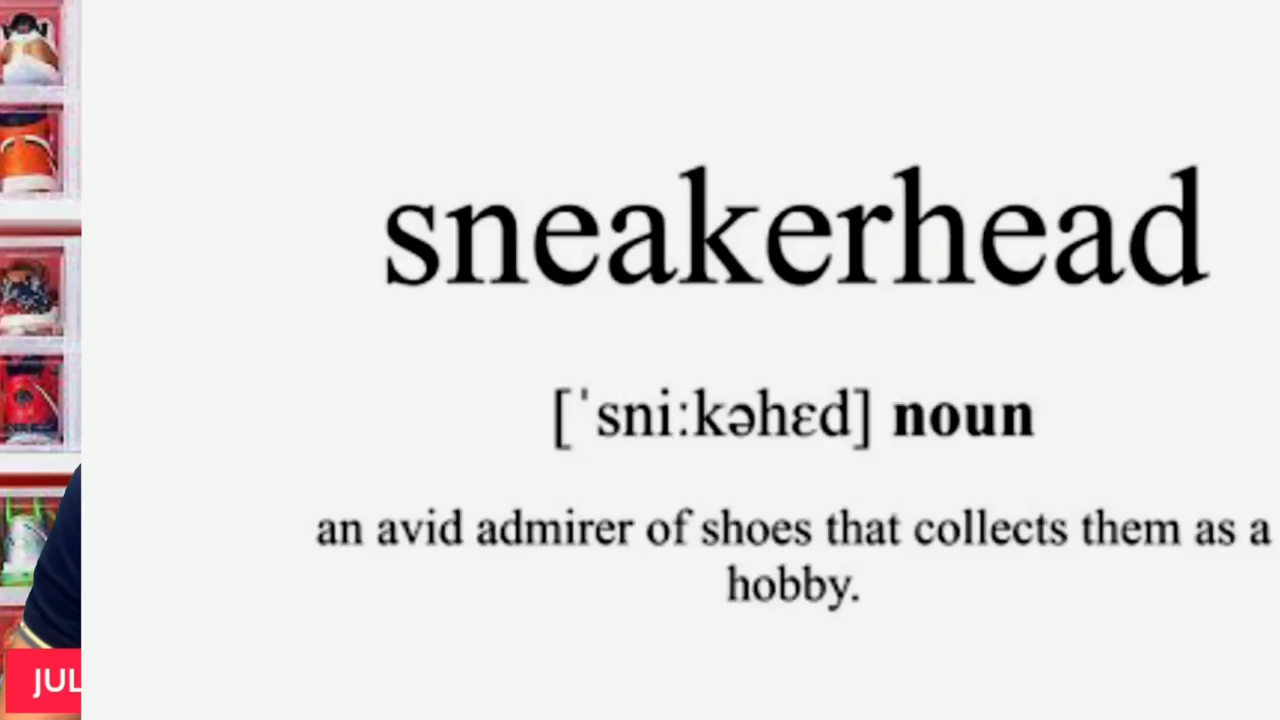 sneakerhead
[ˈsniːkəhɛd] noun
an avid admirer of shoes that collects them as a
hobby.
JUL